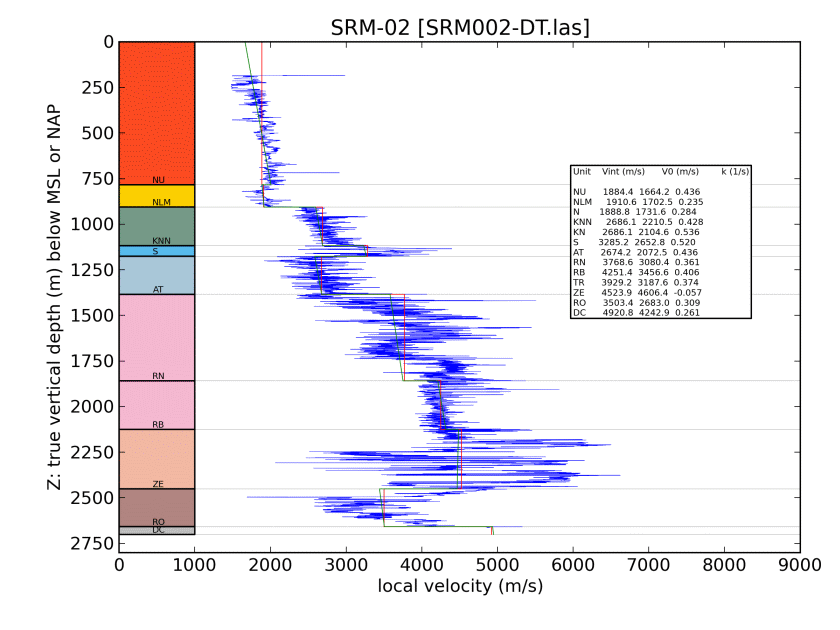 SRM-02 [SRM002-DT.las]
0
250
500
750
1000
1250
1500
1750
2000
2250
2500
2750
Z: true vertical depth (m) below MSL or NAP
NU
NLM
KNN
S
AT
RN
RB
ZE
RO
DC
Unit Vint (m/s) V0 (m/s) k (1/s)
NU 1884.4 1664.2 0.436
NLM 1910.6 1702.5 0.235
N 1888.8 1731.6 0.284
KNN 2686.1 2210.5 0.428
KN 2686.1 2104.6 0.536
S 3285.2 2652.8 0.520
AT 2674.2 2072.5 0.436
RN 3768.6 3080.4 0.361
RB 4251.4 3456.6 0.406
TR 3929.2 3187.6 0.374
ZE 4523.9 4606.4 -0.057
RO 3503.4 2683.0 0.309
DC 4920.8 4242.9 0.261
0 1000 2000 3000 4000 5000 6000 7000 8000 9000
local velocity (m/s)